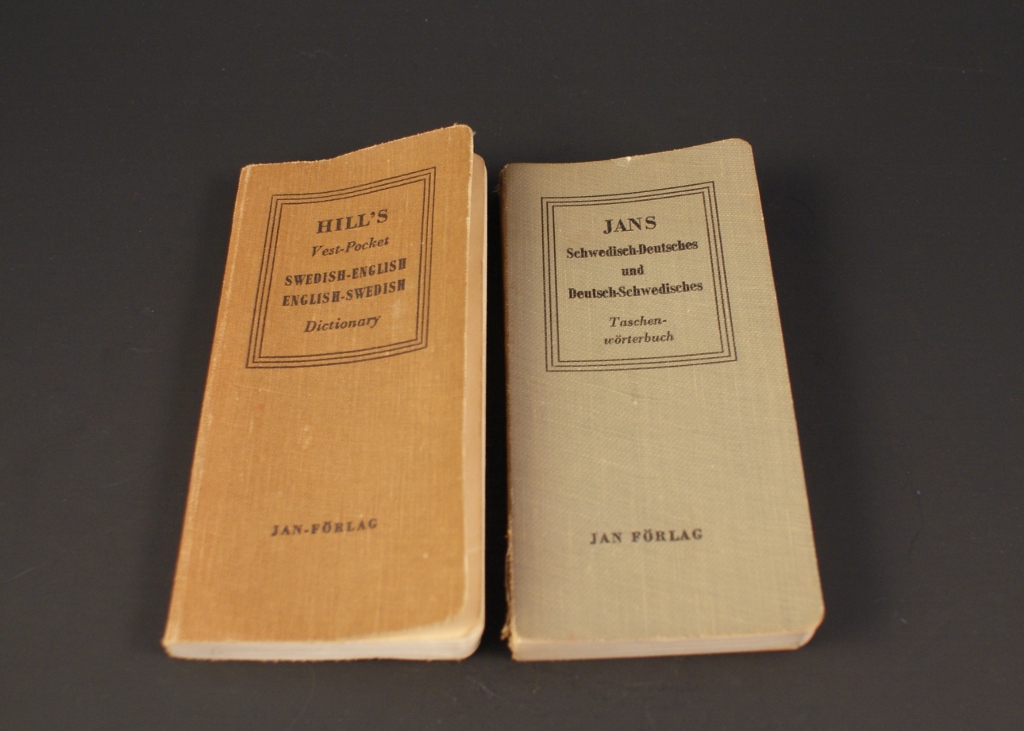 HILL'S
Vest-Pocket
SWEDISH-ENGLISH
ENGLISH-SWEDISH
Dictionary
JAN-FÖRLAG
JANS
Schwedisch-Deutsches
und
Deutsch-Schwedisches
Taschen-
wörterbuch
JAN FÖRLAG